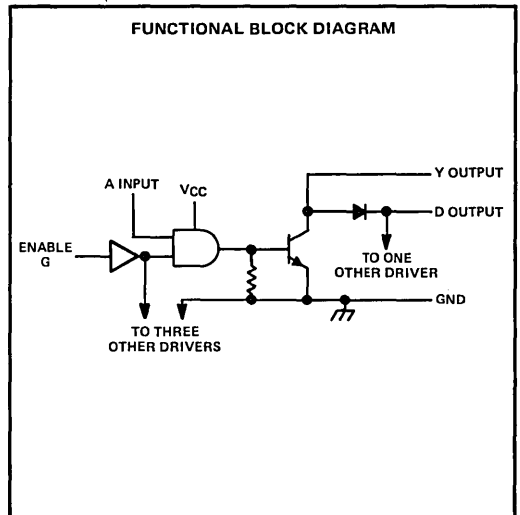 FUNCTIONAL BLOCK DIAGRAM
A INPUT
VCC
Y OUTPUT
D OUTPUT
ENABLE
G
TO ONE
OTHER DRIVER
GND
TO THREE
OTHER DRIVERS